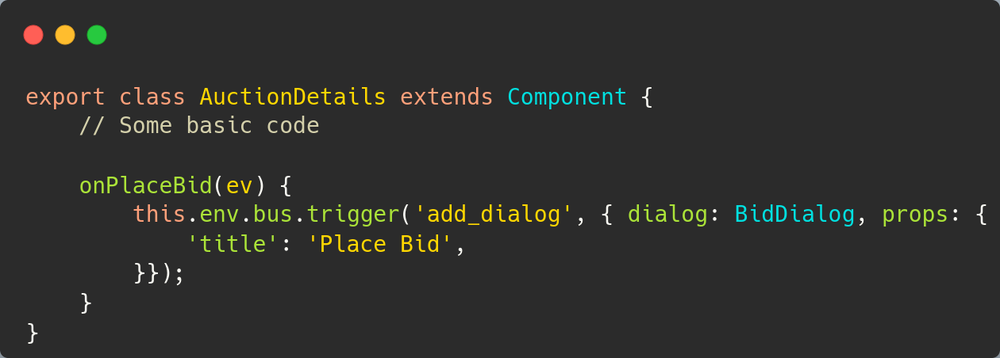 export class AuctionDetails extends Component {
    // Some basic code

    onPlaceBid(ev) {
        this.env.bus.trigger('add_dialog', { dialog: BidDialog, props: {
            'title': 'Place Bid',
        }});
    }
}